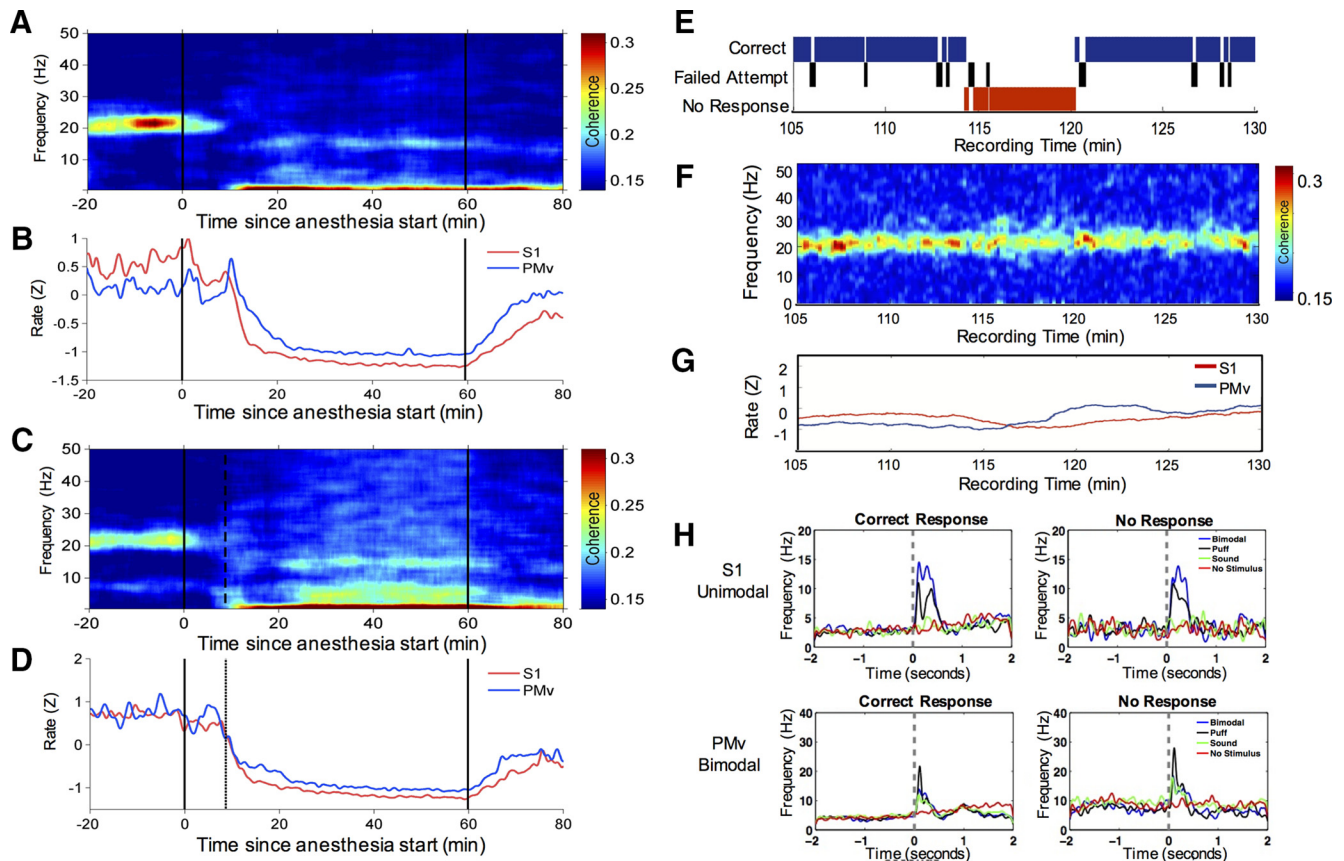 A
Frequency (Hz)
50
40
30
20
10
-20 0 20 40 60 80
Time since anesthesia start (min)
0.3
0.25
0.2
0.15
Coherence
B
Rate (Z)
1
0.5
0
-0.5
-1
-1.5
S1
PMv
-20 0 20 40 60 80
Time since anesthesia start (min)
C
Frequency (Hz)
50
40
30
20
10
-20 0 20 40 60 80
Time since anesthesia start (min)
0.3
0.25
0.2
0.15
Coherence
D
Rate (Z)
2
1
0
-1
S1
PMv
-20 0 20 40 60 80
Time since anesthesia start (min)
E
Correct
Failed Attempt
No Response
105 110 115 120 125 130
Recording Time (min)
F
Frequency (Hz)
50
40
30
20
10
0
105 110 115 120 125 130
Recording Time (min)
0.3
0.15
Coherence
G
Rate (Z)
2
1
0
-1
S1
PMv
105 110 115 120 125 130
Recording Time (min)
H
S1
Unimodal
Correct Response
Frequency (Hz)
20
15
10
5
0
-2 -1 0 1 2
Time (seconds)
No Response
Frequency (Hz)
20
15
10
5
0
Bimodal
Puff
Sound
No Stimulus
-2 -1 0 1 2
Time (seconds)
PMv
Bimodal
Correct Response
Frequency (Hz)
40
30
20
10
0
-2 -1 0 1 2
Time (seconds)
No Response
Frequency (Hz)
40
30
20
10
0
Bimodal
Puff
Sound
No Stimulus
-2 -1 0 1 2
Time (seconds)